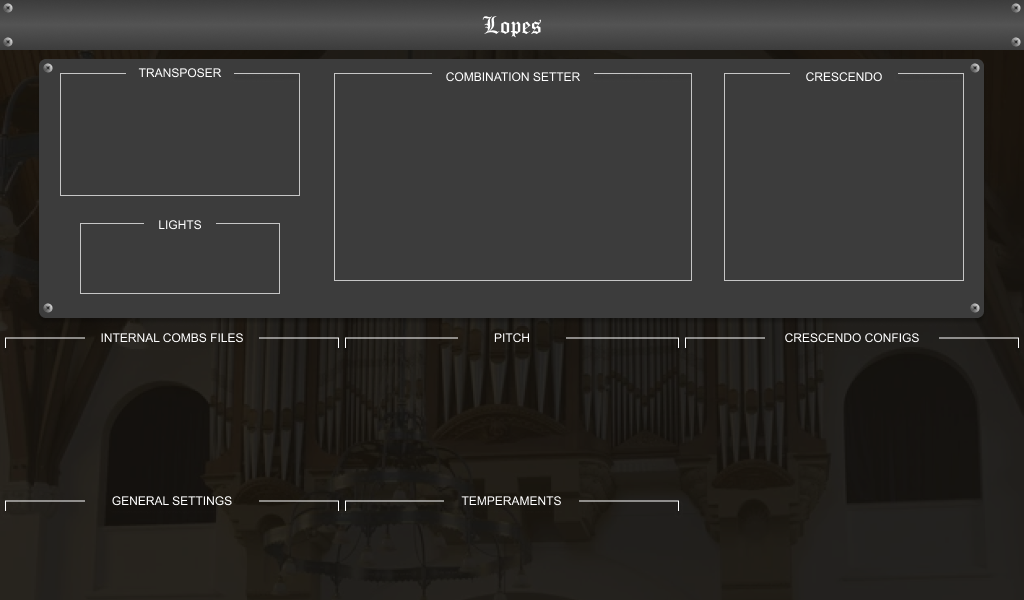 Lopes
TRANSPOSER
COMBINATION SETTER
CRESCENDO
LIGHTS
INTERNAL COMBS FILES
PITCH
CRESCENDO CONFIGS
GENERAL SETTINGS
TEMPERAMENTS